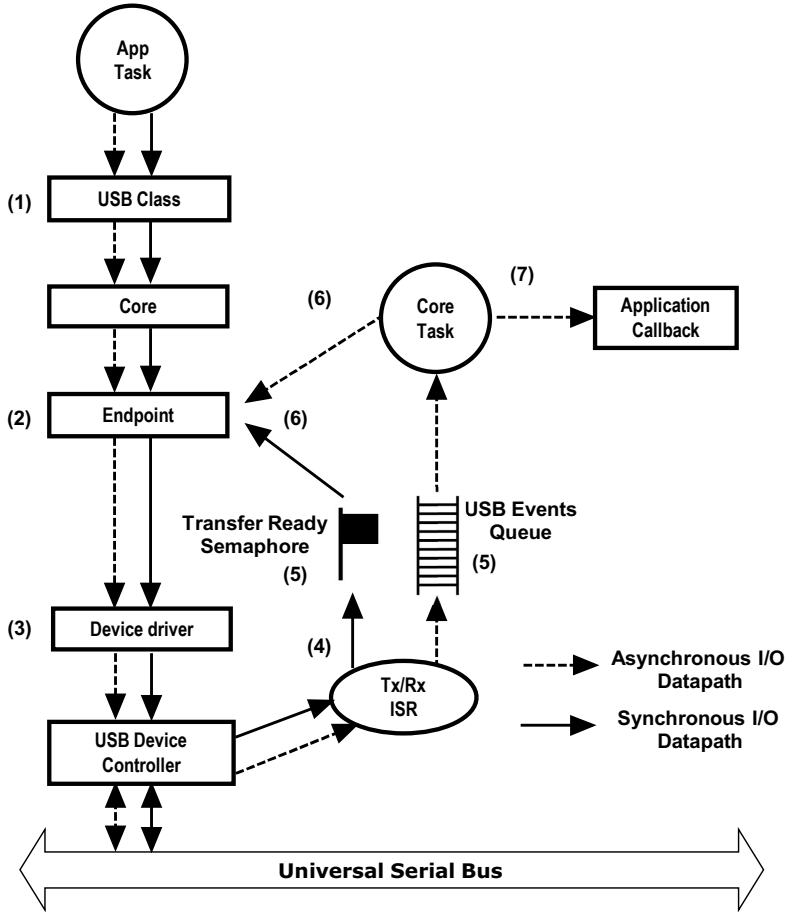 App
Task
(1)
USB Class
Core
(6)
Core
Task
(7)
Application
Callback
(2)
Endpoint
(6)
Transfer Ready
Semaphore
(5)
USB Events
Queue
(5)
(3)
Device driver
(4)
Tx/Rx
ISR
Asynchronous I/O
Datapath
USB Device
Controller
Synchronous I/O
Datapath
Universal Serial Bus